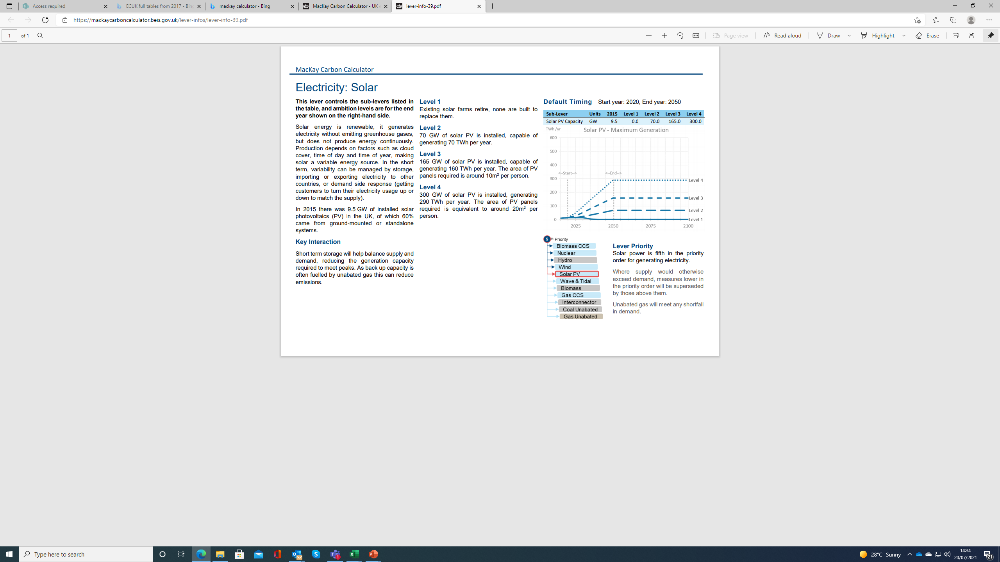 Access required
ECUK full tables from 2017 - Bin
mackay calculator - Bing
MacKay Carbon Calculator - UK
lever-info-39.pdf
https://mackaycarboncalculator.beis.gov.uk/lever-infos/lever-info-39.pdf
1 of 1
Page view
Read aloud
Draw
Highlight
Erase
MacKay Carbon Calculator
Electricity: Solar
This lever controls the sub-levers listed in
the table, and ambition levels are for the end
year shown on the right-hand side.
Solar energy is renewable, it generates
electricity without emitting greenhouse gases,
but does not produce energy continuously.
Production depends on factors such as cloud
cover, time of day and time of year, making
solar a variable energy source. In the short
term, variability can be managed by storage,
importing or exporting electricity to other
countries, or demand side response (getting
customers to turn their electricity usage up or
down to match the supply).
In 2015 there was 9.5 GW of installed solar
photovoltaics (PV) in the UK, of which 60%
came from ground-mounted or standalone
systems.
Key Interaction
Short term storage will help balance supply and
demand, reducing the generation capacity
required to meet peaks. As back up capacity is
often fuelled by unabated gas this can reduce
emissions.
Level 1
Existing solar farms retire, none are built to
replace them.
Level 2
70 GW of solar PV is installed, capable of
generating 70 TWh per year.
Level 3
165 GW of solar PV is installed, capable of
generating 160 TWh per year. The area of PV
panels required is around 10m² per person.
Level 4
300 GW of solar PV is installed, generating
290 TWh per year. The area of PV panels
required is equivalent to around 20m² per
person.
Default Timing Start year: 2020, End year: 2050
Sub-Lever Units 2015 Level 1 Level 2 Level 3 Level 4
Solar PV Capacity GW 9.5 0.0 70.0 165.0 300.0
TWh/yr Solar PV - Maximum Generation
600
500
400
<--Start--> <--End-->
300 Level 4
200
Level 3
100
Level 2
0 Level 1
2025 2050 2075 2100
5th Priority
Biomass CCS
Nuclear
Hydro
Wind
Solar PV
Wave & Tidal
Biomass
Gas CCS
Interconnector
Coal Unabated
Gas Unabated
Lever Priority
Solar power is fifth in the priority
order for generating electricity.
Where supply would otherwise
exceed demand, measures lower in
the priority order will be superseded
by those above them.
Unabated gas will meet any shortfall
in demand.
Type here to search
28°C Sunny
14:34
20/07/2021
21